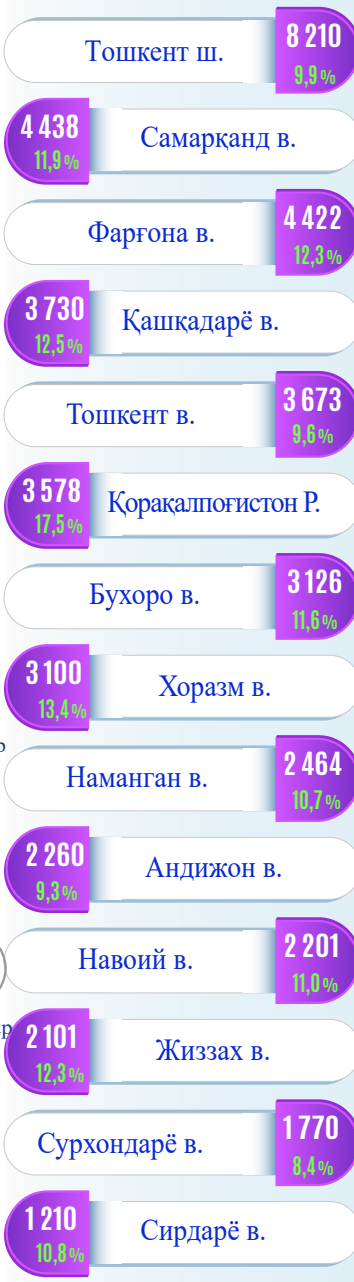 Тошкент ш.
8 210
9,9 %
4 438
11,9 %
Самарқанд в.
Фарғона в.
4 422
12,3 %
3 730
12,5 %
Қашқадарё в.
Тошкент в.
3 673
9,6 %
3 578
17,5 %
Қорақалпоғистон Р.
Бухоро в.
3 126
11,6 %
3 100
13,4 %
Хоразм в.
Наманган в.
2 464
10,7 %
2 260
9,3 %
Андижон в.
Навоий в.
2 201
11,0 %
2 101
12,3 %
Жиззах в.
Сурхондарё в.
1 770
8,4 %
1 210
10,8 %
Сирдарё в.